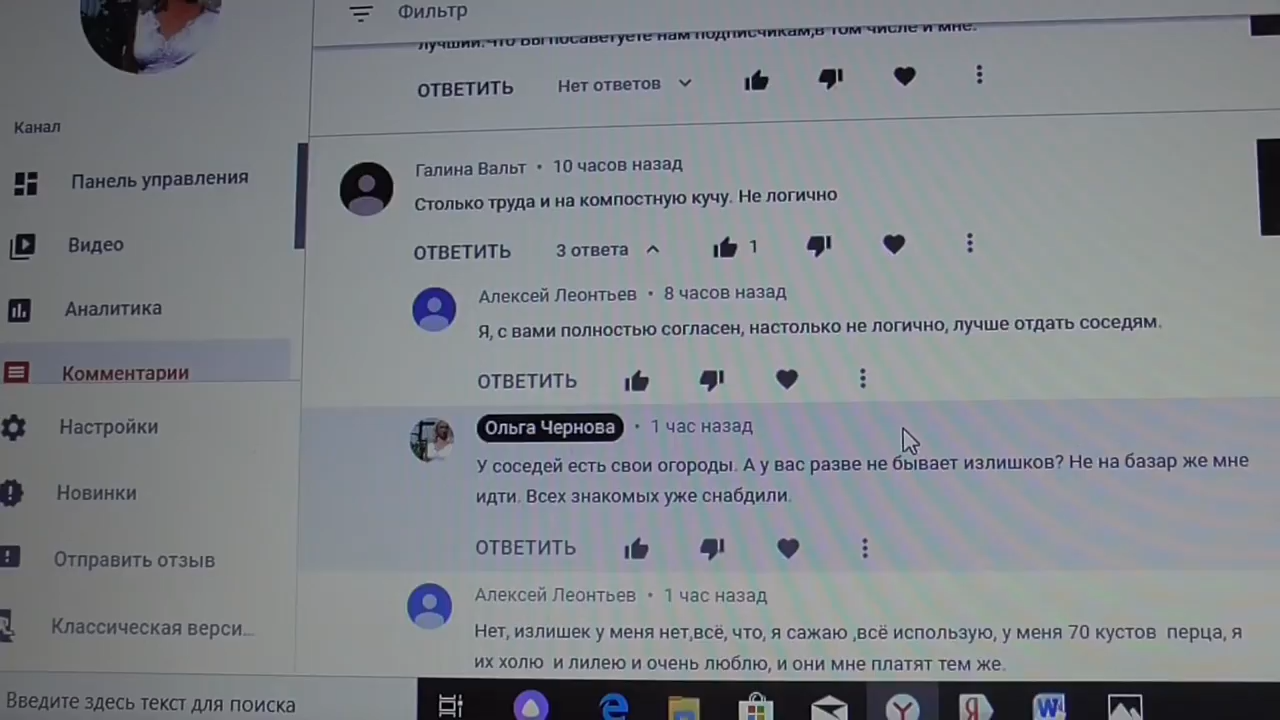 Фильтр
лучший.что Вы посаветуете нам подписчикам,в том числе и мне.
ОТВЕТИТЬ Нет ответов
Канал
Панель управления
Видео
Аналитика
Комментарии
Настройки
Новинки
Отправить отзыв
Классическая верси...
Галина Вальт • 10 часов назад
Столько труда и на компостную кучу. Не логично
ОТВЕТИТЬ 3 ответа 1
Алексей Леонтьев • 8 часов назад
Я, с вами полностью согласен, настолько не логично, лучше отдать соседям.
ОТВЕТИТЬ
Ольга Чернова • 1 час назад
У соседей есть свои огороды. А у вас разве не бывает излишков? Не на базар же мне
идти. Всех знакомых уже снабдили.
ОТВЕТИТЬ
Алексей Леонтьев • 1 час назад
Нет, излишек у меня нет,всё, что, я сажаю ,всё использую, у меня 70 кустов перца, я
их холю и лилею и очень люблю, и они мне платят тем же.
Введите здесь текст для поиска